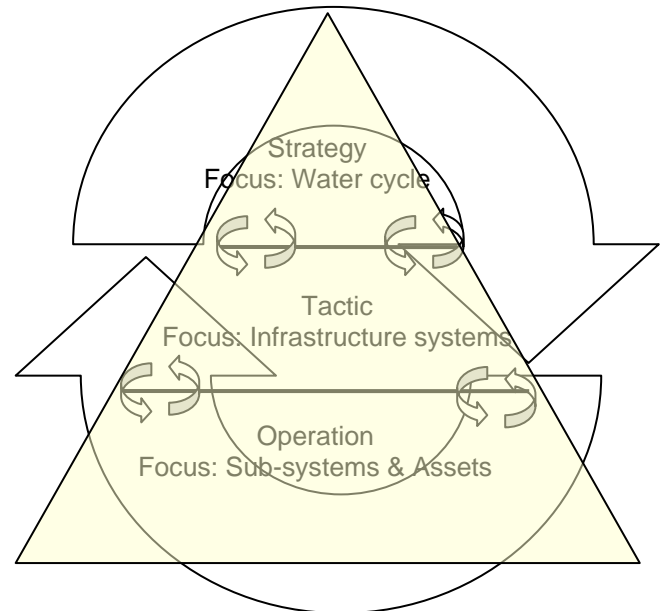 Strategy
Focus: Water cycle
Tactic
Focus: Infrastructure systems
Operation
Focus: Sub-systems & Assets